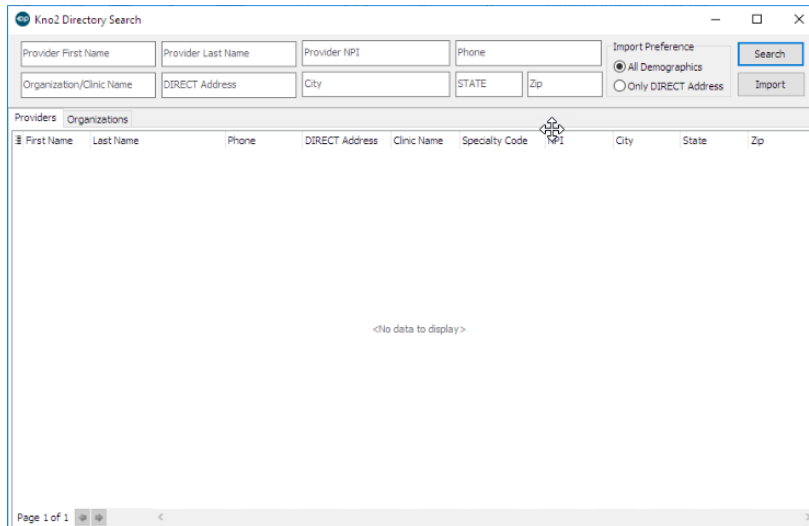 Kno2 Directory Search
Provider First Name Provider Last Name Provider NPI Phone Import Preference Search
All Demographics
Organization/Clinic Name DIRECT Address City STATE Zip Only DIRECT Address Import
Providers Organizations
First Name Last Name Phone DIRECT Address Clinic Name Specialty Code NPI City State Zip
<No data to display>
Page 1 of 1